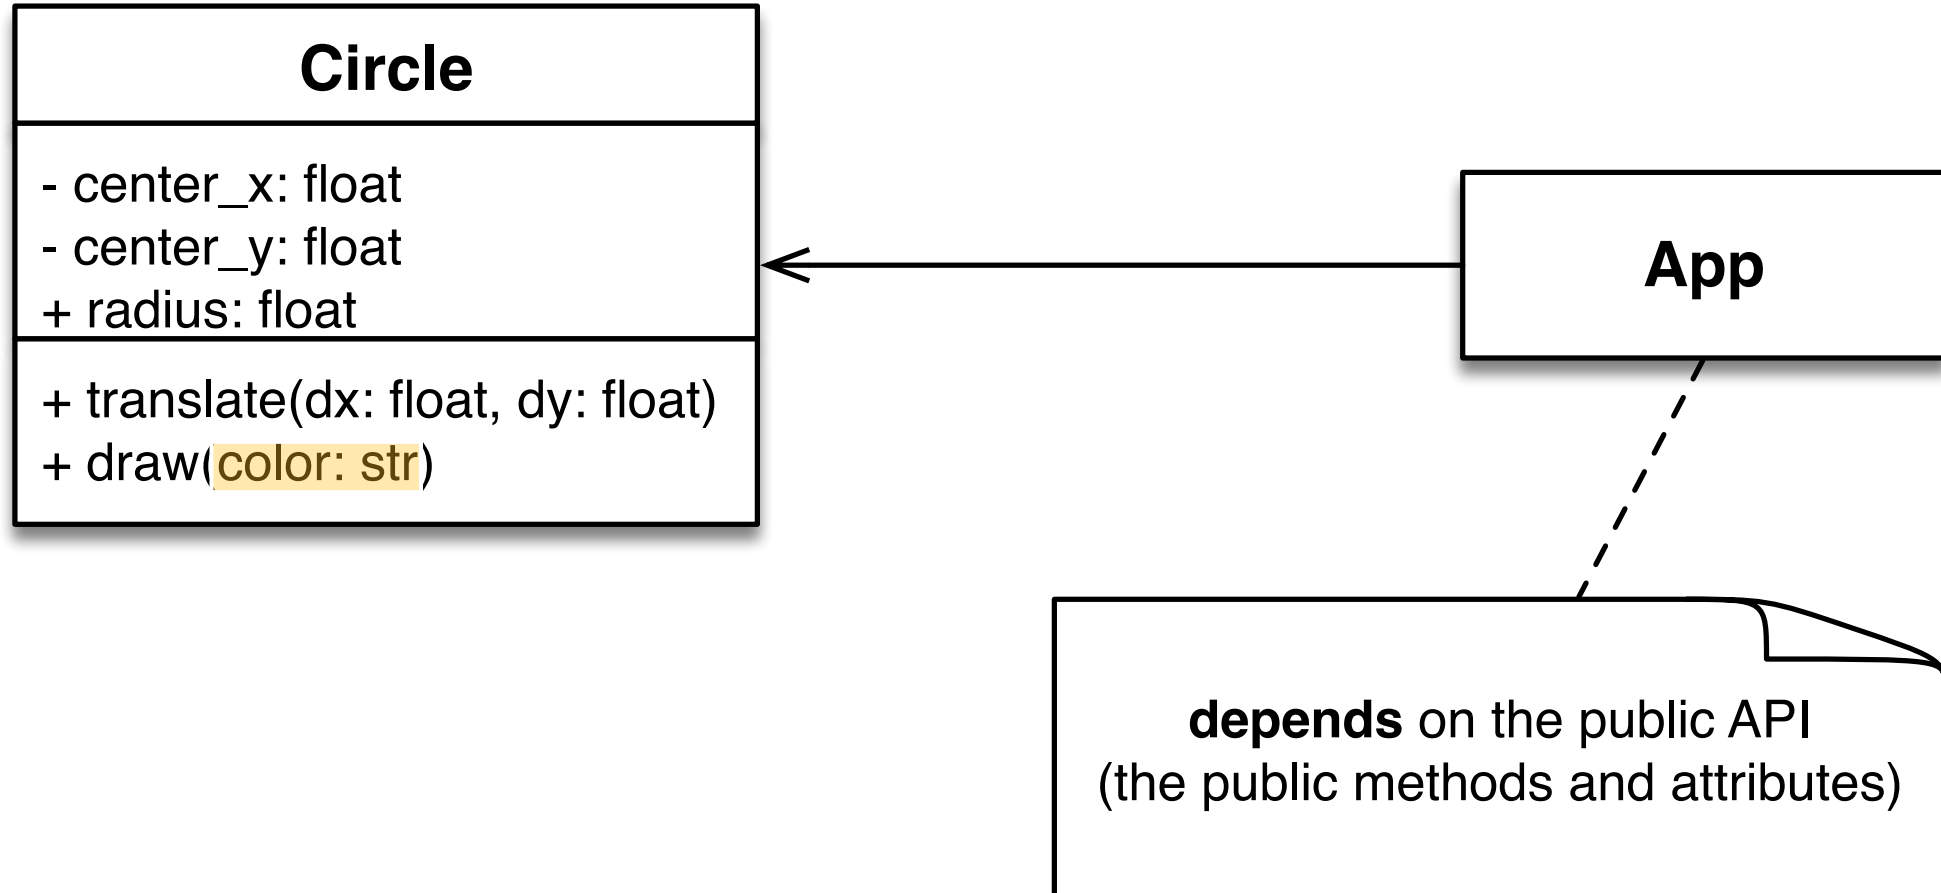 Circle
- center_x: float
- center_y: float
+ radius: float
+ translate(dx: float, dy: float)
+ draw(color: str)
App
depends on the public API
(the public methods and attributes)